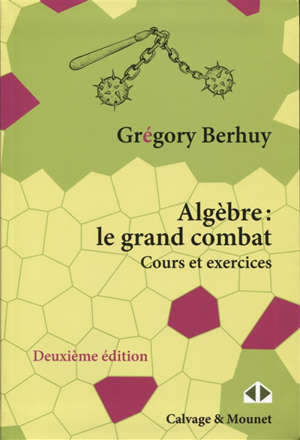 Grégory Berhuy
Algèbre :
le grand combat
Cours et exercices
Deuxième édition
Calvage & Mounet